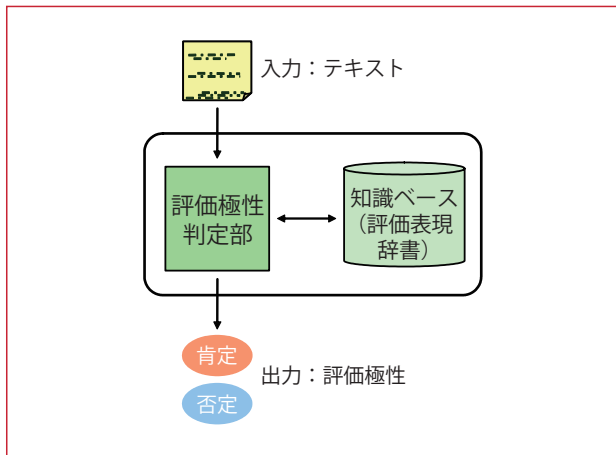 入力：テキスト
評価極性
判定部
知識ベース
（評価表現
辞書）
肯定
出力：評価極性
否定